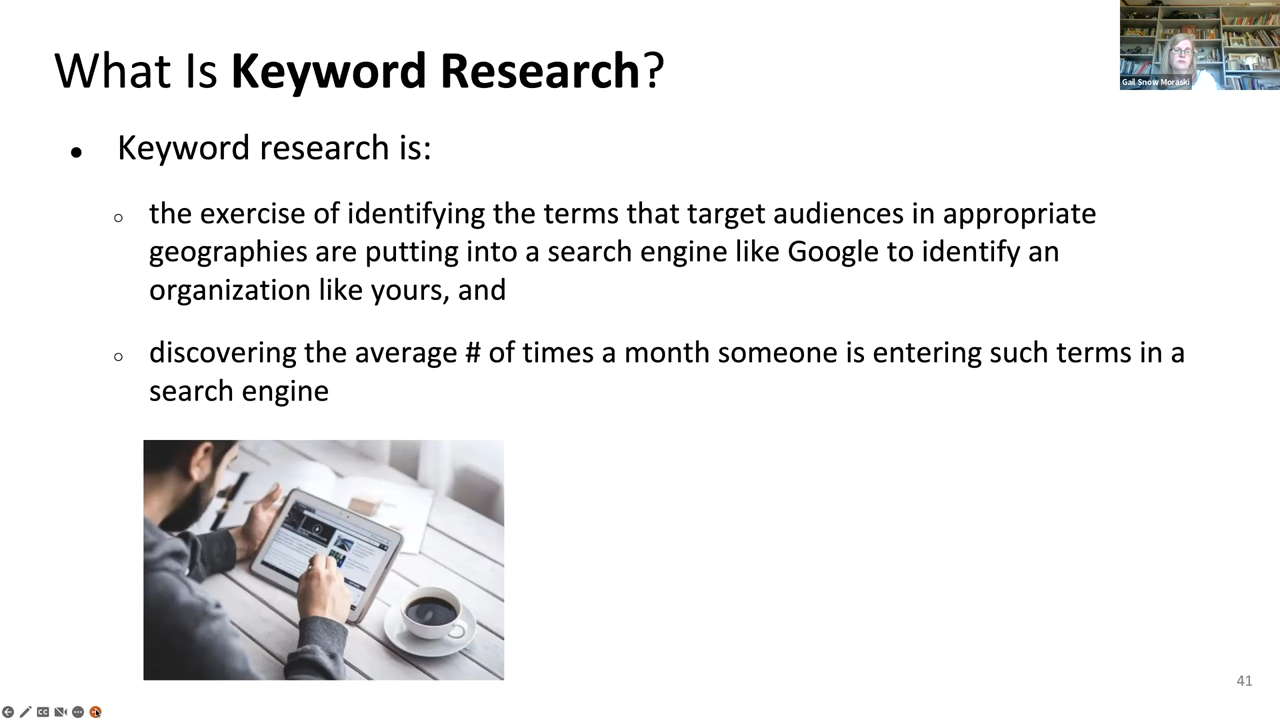 What Is Keyword Research?
Gail Snow Moraski
● Keyword research is:
○ the exercise of identifying the terms that target audiences in appropriate
geographies are putting into a search engine like Google to identify an
organization like yours, and
○ discovering the average # of times a month someone is entering such terms in a
search engine
41
CC